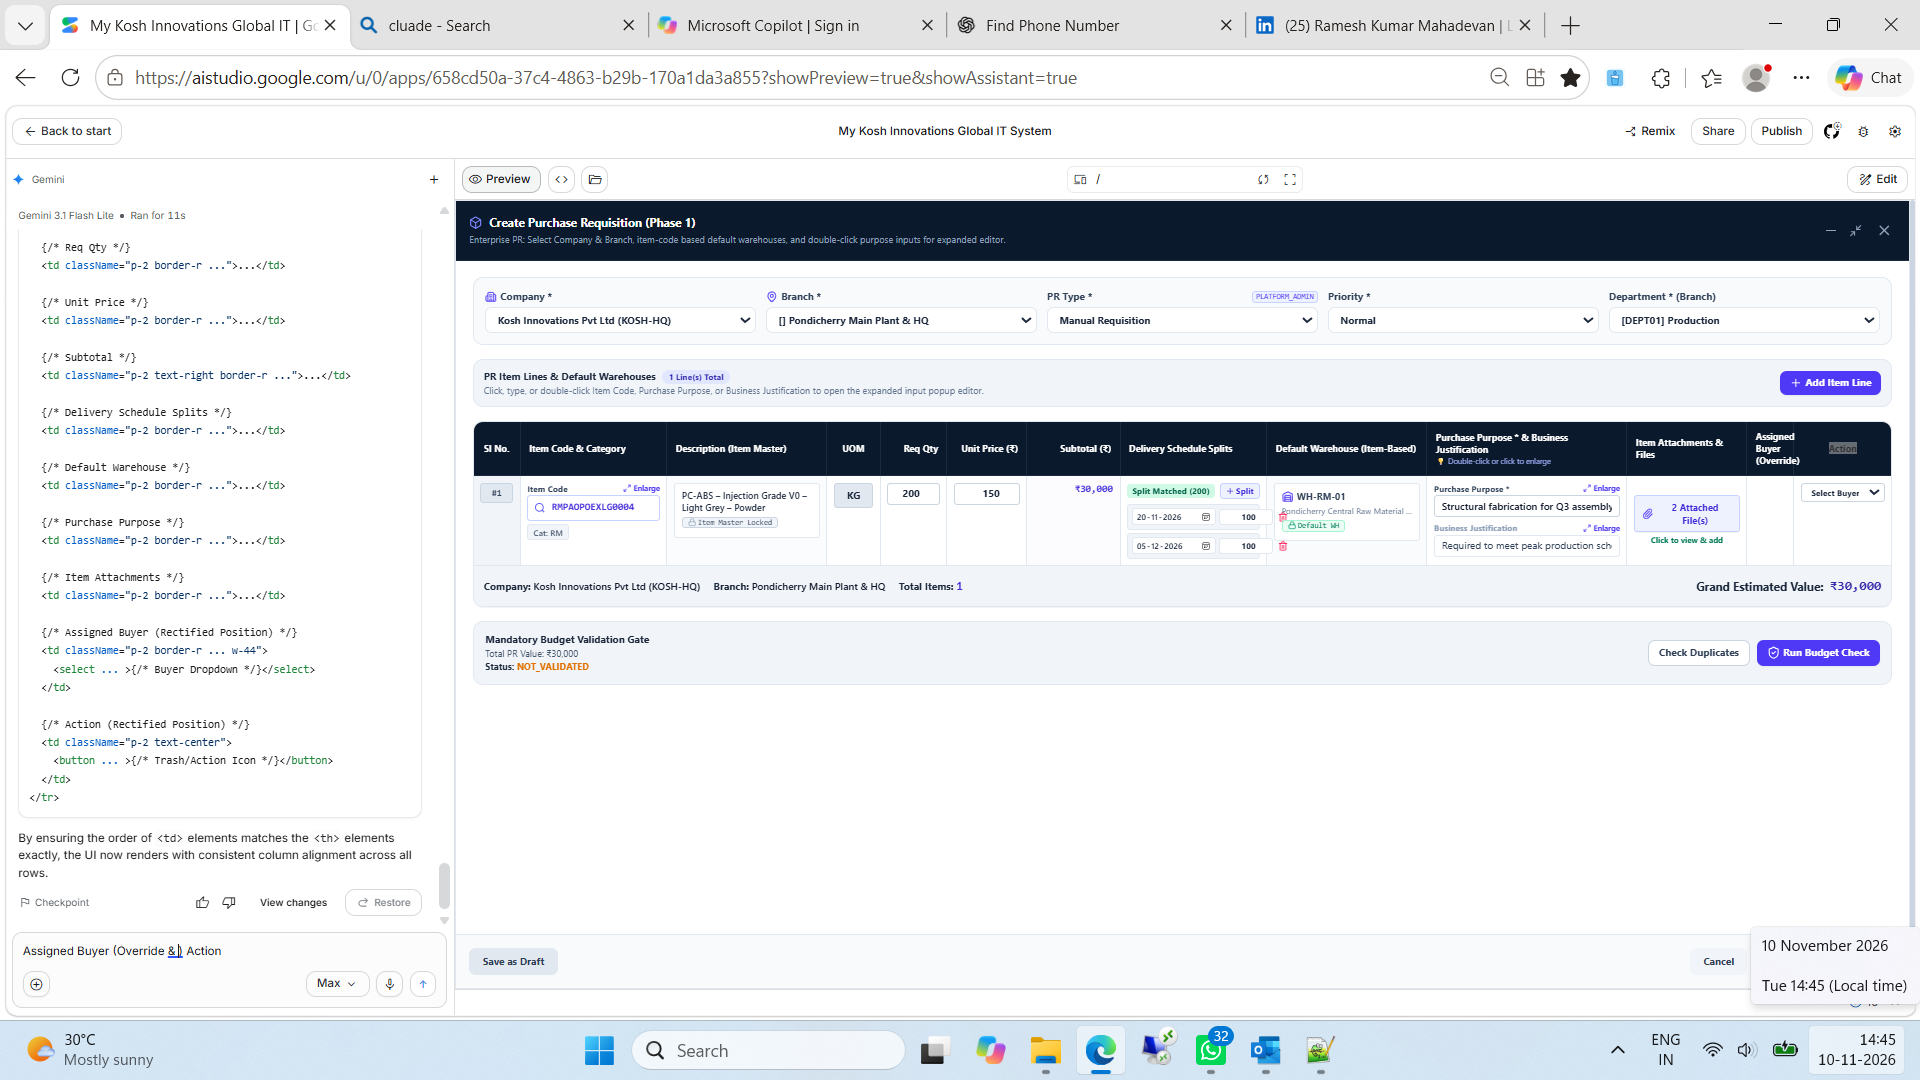 My Kosh Innovations Global IT | Go
cluade - Search
Microsoft Copilot | Sign in
Find Phone Number
(25) Ramesh Kumar Mahadevan | L
https://aistudio.google.com/u/0/apps/658cd50a-37c4-4863-b29b-170a1da3a855?showPreview=true&showAssistant=true
Chat
Back to start
My Kosh Innovations Global IT System
Remix
Share
Publish
Gemini
Preview
/
Edit
Gemini 3.1 Flash Lite • Ran for 11s
{/* Req Qty */}
<td className="p-2 border-r ...">...</td>
{/* Unit Price */}
<td className="p-2 border-r ...">...</td>
{/* Subtotal */}
<td className="p-2 text-right border-r ...">...</td>
{/* Delivery Schedule Splits */}
<td className="p-2 border-r ...">...</td>
{/* Default Warehouse */}
<td className="p-2 border-r ...">...</td>
{/* Purchase Purpose */}
<td className="p-2 border-r ...">...</td>
{/* Item Attachments */}
<td className="p-2 border-r ...">...</td>
{/* Assigned Buyer (Rectified Position) */}
<td className="p-2 border-r ... w-44">
<select ... >{/* Buyer Dropdown */}</select>
</td>
{/* Action (Rectified Position) */}
<td className="p-2 text-center">
<button ... >{/* Trash/Action Icon */}</button>
</td>
</tr>
By ensuring the order of <td> elements matches the <th> elements
exactly, the UI now renders with consistent column alignment across all
rows.
Checkpoint
View changes
Restore
Assigned Buyer (Override &) Action
Max
Create Purchase Requisition (Phase 1)
Enterprise PR: Select Company & Branch, item-code based default warehouses, and double-click purpose inputs for expanded editor.
Company *
Branch *
PR Type *
PLATFORM_ADMIN
Priority *
Department * (Branch)
Kosh Innovations Pvt Ltd (KOSH-HQ)
[] Pondicherry Main Plant & HQ
Manual Requisition
Normal
[DEPT01] Production
PR Item Lines & Default Warehouses
1 Line(s) Total
Click, type, or double-click Item Code, Purchase Purpose, or Business Justification to open the expanded input popup editor.
Add Item Line
Sl No.
Item Code & Category
Description (Item Master)
UOM
Req Qty
Unit Price (₹)
Subtotal (₹)
Delivery Schedule Splits
Default Warehouse (Item-Based)
Purchase Purpose * & Business
Justification
Double-click or click to enlarge
Item Attachments &
Files
Assigned
Buyer
(Override)
Action
#1
Item Code
Enlarge
RMPAOPOEXLG0004
Cat: RM
PC-ABS – Injection Grade V0 –
Light Grey – Powder
Item Master Locked
KG
200
150
₹30,000
Split Matched (200)
+ Split
20-11-2026
100
05-12-2026
100
WH-RM-01
Pondicherry Central Raw Material ...
Default WH
Purchase Purpose *
Enlarge
Structural fabrication for Q3 assembly
Business Justification
Enlarge
Required to meet peak production sch
2 Attached
File(s)
Click to view & add
Select Buyer
Company: Kosh Innovations Pvt Ltd (KOSH-HQ)
Branch: Pondicherry Main Plant & HQ
Total Items: 1
Grand Estimated Value: ₹30,000
Mandatory Budget Validation Gate
Total PR Value: ₹30,000
Status: NOT_VALIDATED
Check Duplicates
Run Budget Check
Save as Draft
Cancel
10 November 2026
Tue 14:45 (Local time)
30°C
Mostly sunny
Search
32
ENG
IN
14:45
10-11-2026